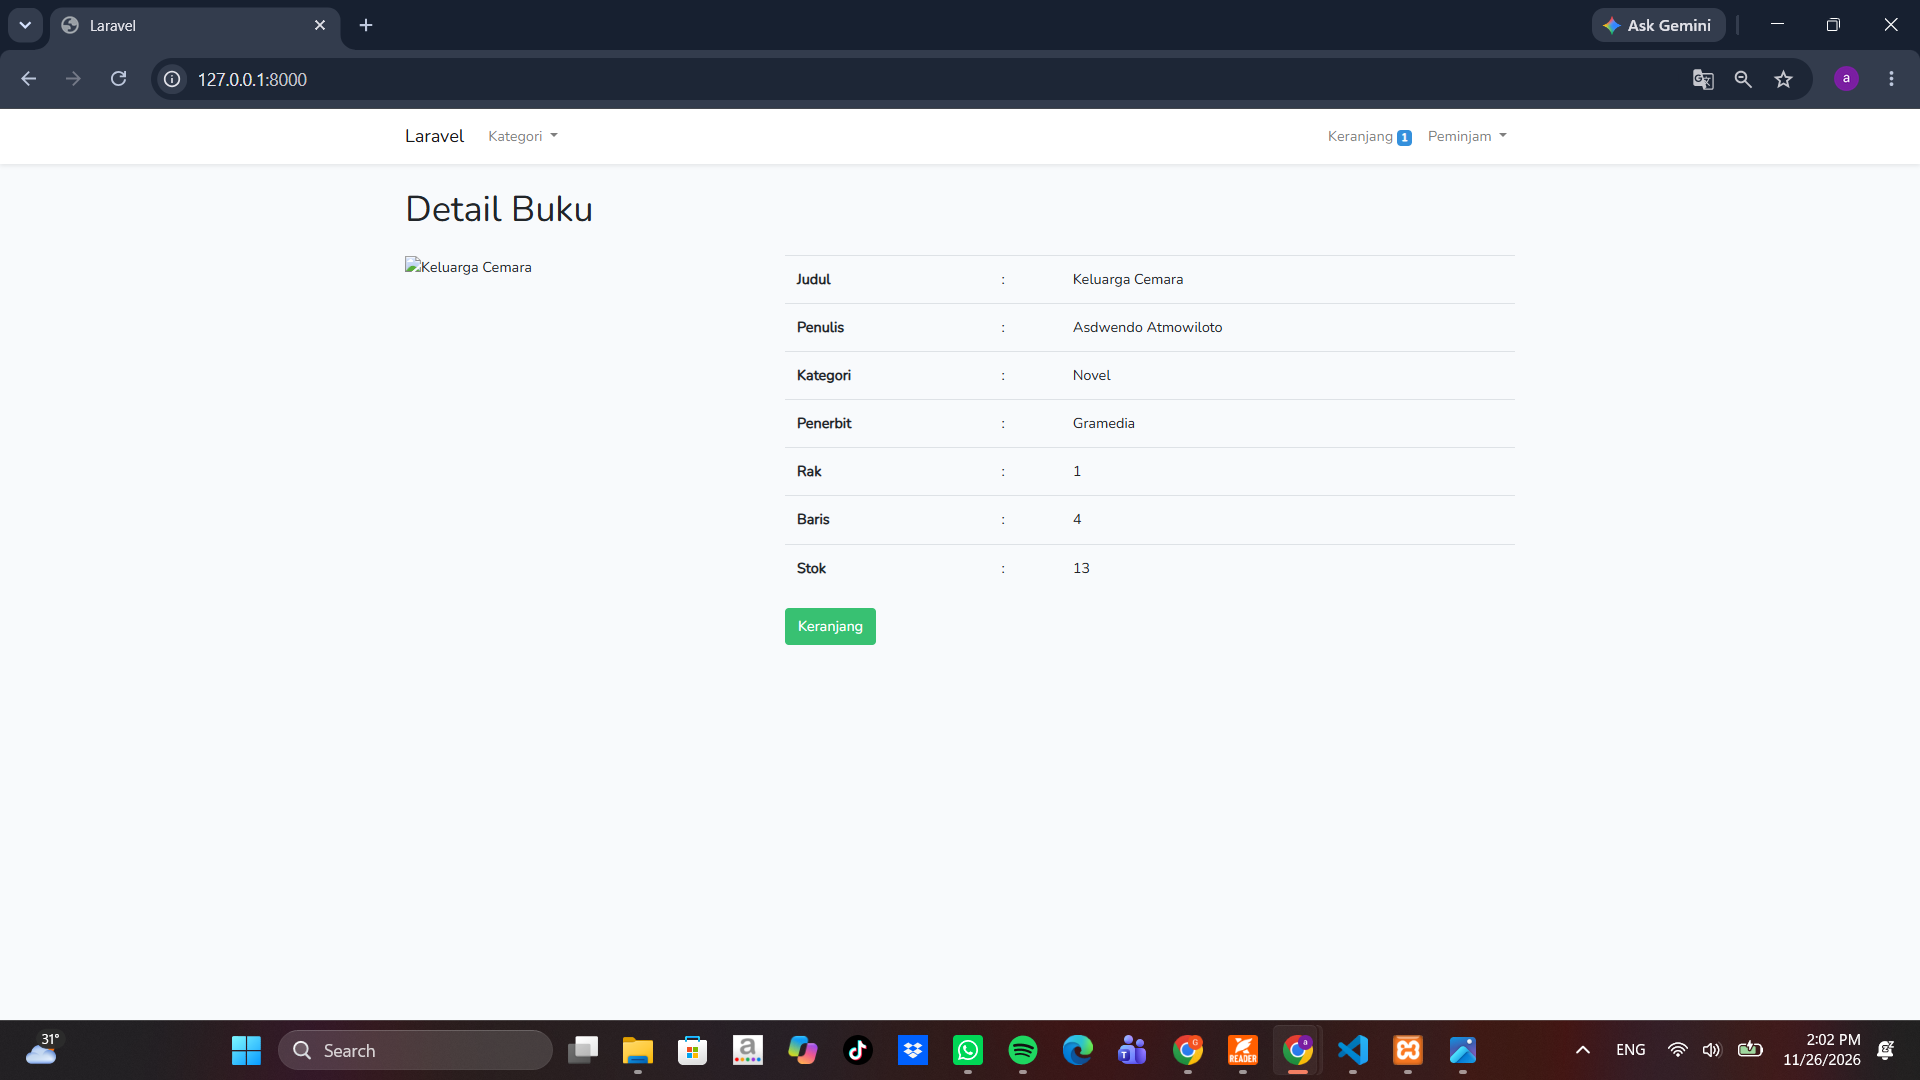 Laravel
Ask Gemini
127.0.0.1:8000
a
Laravel Kategori Keranjang 1 Peminjam
Detail Buku
Keluarga Cemara
Judul : Keluarga Cemara
Penulis : Asdwendo Atmowiloto
Kategori : Novel
Penerbit : Gramedia
Rak : 1
Baris : 4
Stok : 13
Keranjang
31°
Search
a
T
G
READER
a
ENG
2:02 PM
11/26/2026